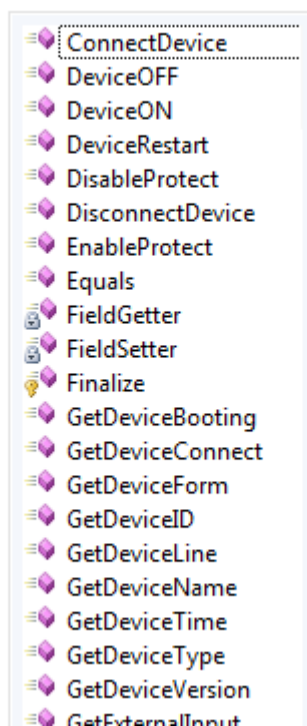 ConnectDevice
DeviceOFF
DeviceON
DeviceRestart
DisableProtect
DisconnectDevice
EnableProtect
Equals
FieldGetter
FieldSetter
Finalize
GetDeviceBooting
GetDeviceConnect
GetDeviceForm
GetDeviceID
GetDeviceLine
GetDeviceName
GetDeviceTime
GetDeviceType
GetDeviceVersion
GetExternalInput